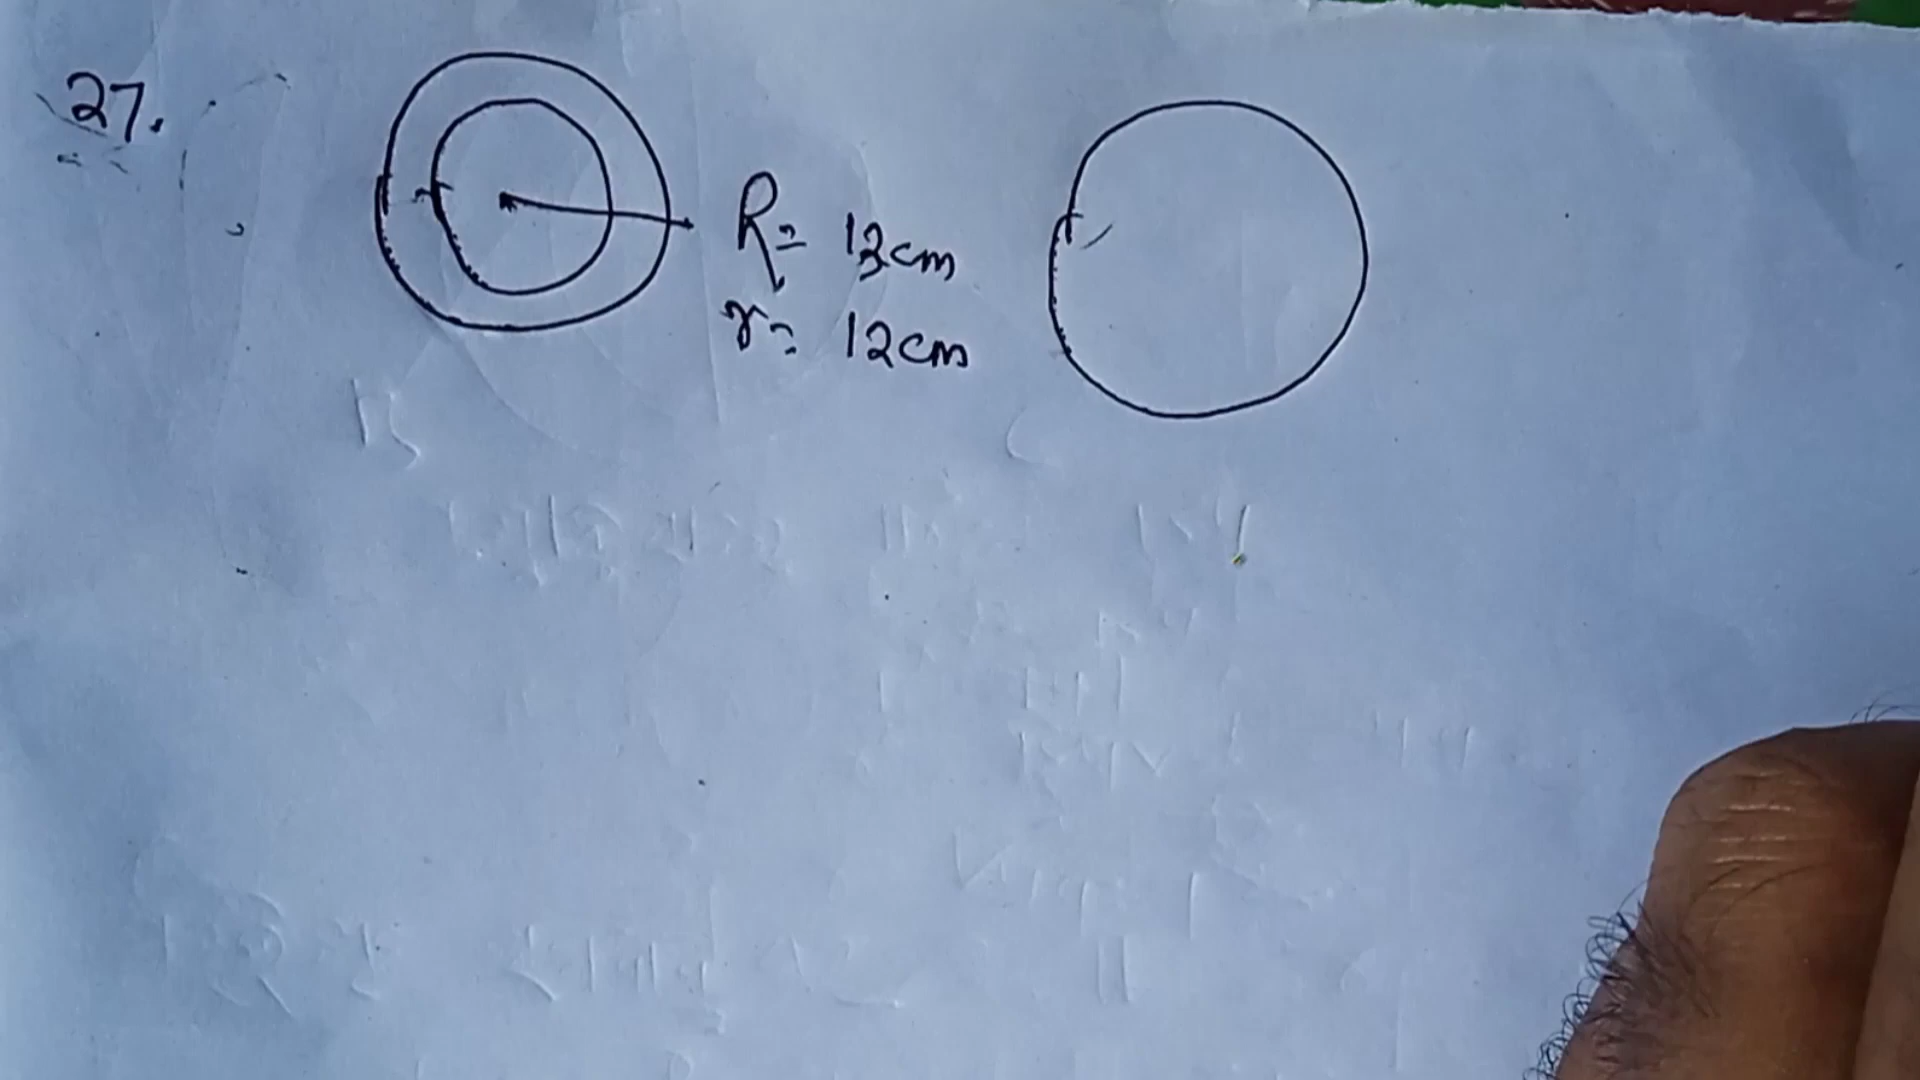 27.
R = 13cm
r = 12cm